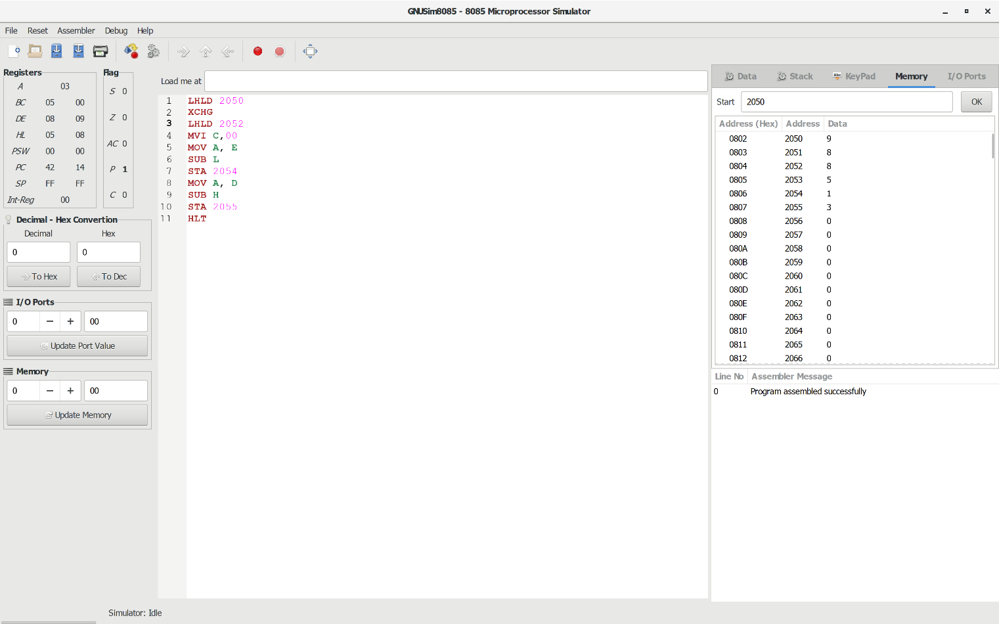 GNUSim8085 - 8085 Microprocessor Simulator
File Reset Assembler Debug Help
Registers
A 03
BC 05 00
DE 08 09
HL 05 08
PSW 00 00
PC 42 14
SP FF FF
Int-Reg 00
Flag
S 0
Z 0
AC 0
P 1
C 0
Decimal - Hex Convertion
Decimal Hex
0 0
To Hex To Dec
I/O Ports
0 − + 00
Update Port Value
Memory
0 − + 00
Update Memory
Load me at
1 LHLD 2050
2 XCHG
3 LHLD 2052
4 MVI C,00
5 MOV A, E
6 SUB L
7 STA 2054
8 MOV A, D
9 SUB H
10 STA 2055
11 HLT
Data Stack Abc KeyPad Memory I/O Ports
Start 2050 OK
Address (Hex) Address Data
0802 2050 9
0803 2051 8
0804 2052 8
0805 2053 5
0806 2054 1
0807 2055 3
0808 2056 0
0809 2057 0
080A 2058 0
080B 2059 0
080C 2060 0
080D 2061 0
080E 2062 0
080F 2063 0
0810 2064 0
0811 2065 0
0812 2066 0
Line No Assembler Message
0 Program assembled successfully
Simulator: Idle